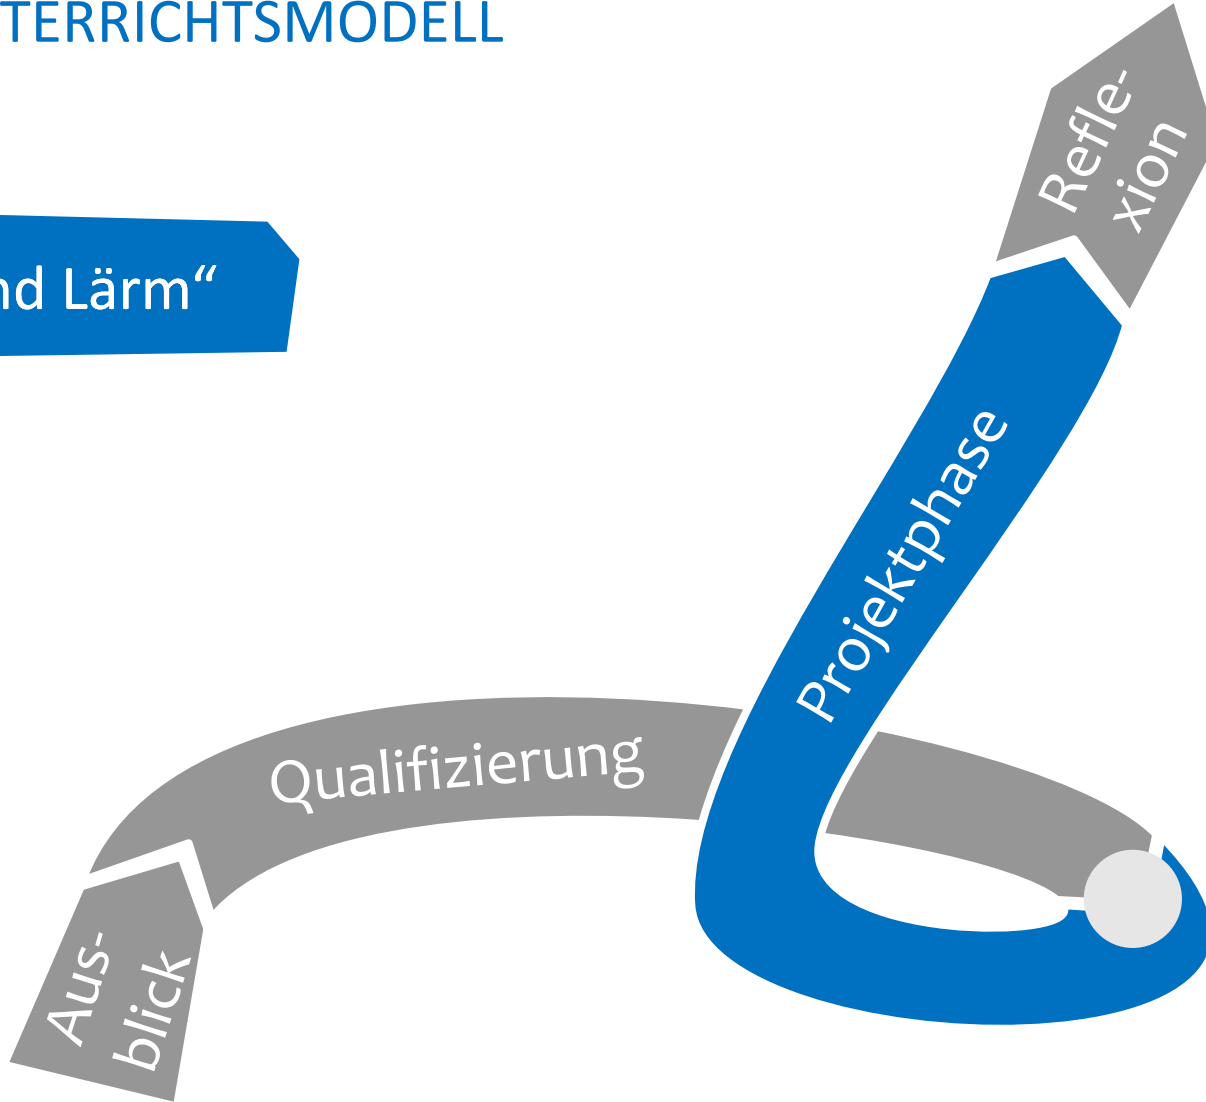 TERRICHTSMODELL
nd Lärm“
Refle-
xion
Projektphase
Qualifizierung
Aus-
blick